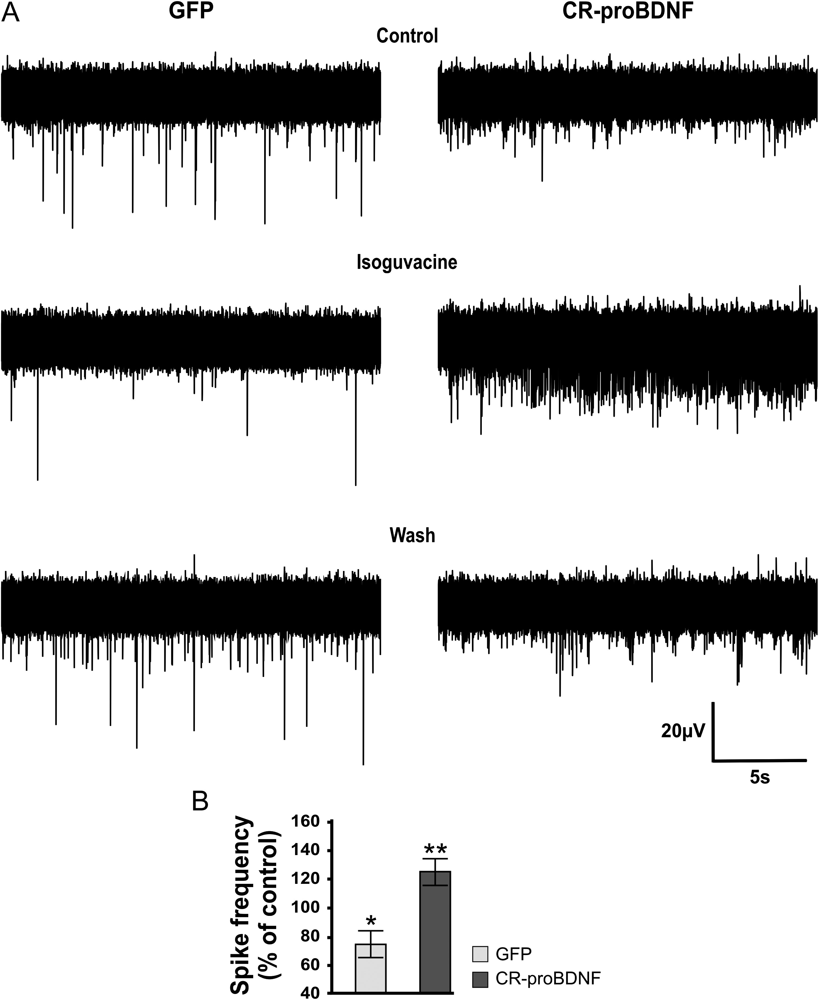 A
GFP
CR-proBDNF
Control
Isoguvacine
Wash
20µV
5s
B
Spike frequency
(% of control)
160
140
120
100
80
60
40
*
**
GFP
CR-proBDNF